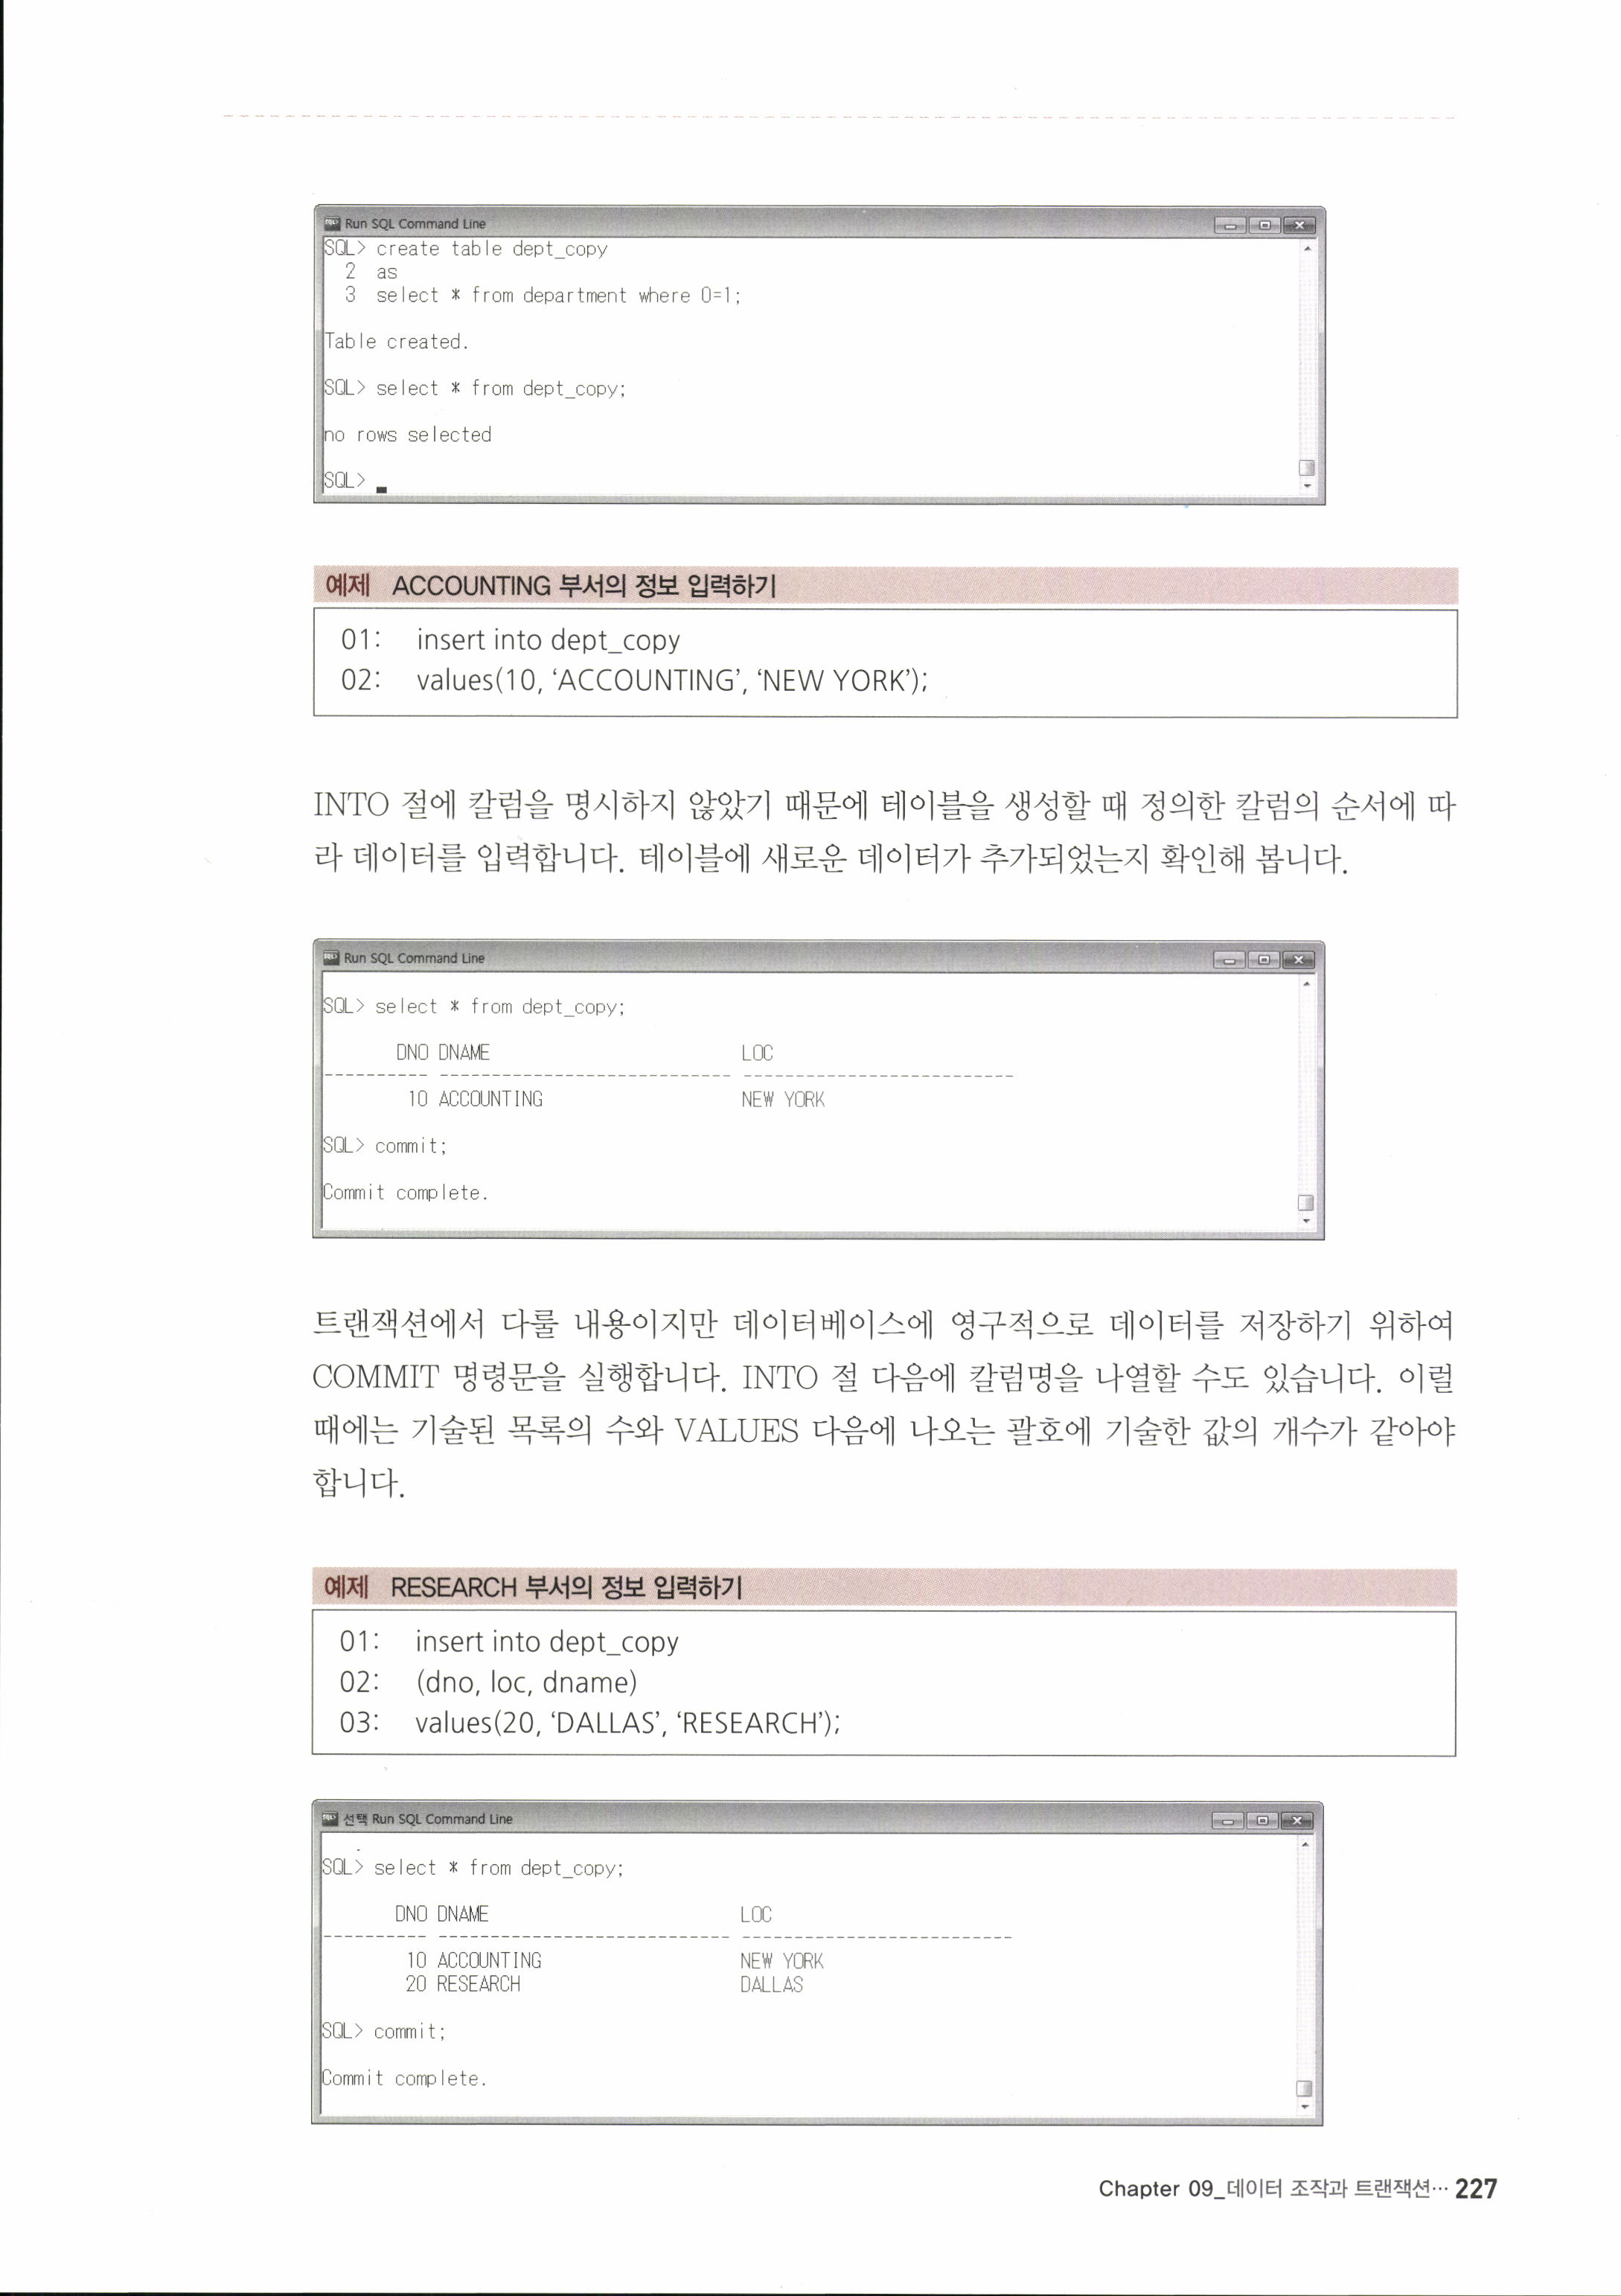 Run SQL Command Line
SQL> create table dept_copy
2 as
3 select * from department where 0=1;
Table created.
SQL> select * from dept_copy;
no rows selected
SQL>
예제 ACCOUNTING 부서의 정보 입력하기
01: insert into dept_copy
02: values(10, ‘ACCOUNTING’, ‘NEW YORK’);
INTO 절에 칼럼을 명시하지 않았기 때문에 테이블을 생성할 때 정의한 칼럼의 순서에 따
라 데이터를 입력합니다. 테이블에 새로운 데이터가 추가되었는지 확인해 봅니다.
Run SQL Command Line
SQL> select * from dept_copy;
DNO DNAME LOC
---------- ---------------------------- --------------------------
10 ACCOUNTING NEW YORK
SQL> commit;
Commit complete.
트랜잭션에서 다룰 내용이지만 데이터베이스에 영구적으로 데이터를 저장하기 위하여
COMMIT 명령문을 실행합니다. INTO 절 다음에 칼럼명을 나열할 수도 있습니다. 이럴
때에는 기술된 목록의 수와 VALUES 다음에 나오는 괄호에 기술한 값의 개수가 같아야
합니다.
예제 RESEARCH 부서의 정보 입력하기
01: insert into dept_copy
02: (dno, loc, dname)
03: values(20, ‘DALLAS’, ‘RESEARCH’);
선택 Run SQL Command Line
SQL> select * from dept_copy;
DNO DNAME LOC
---------- ---------------------------- --------------------------
10 ACCOUNTING NEW YORK
20 RESEARCH DALLAS
SQL> commit;
Commit complete.
Chapter 09_데이터 조작과 트랜잭션··· 227